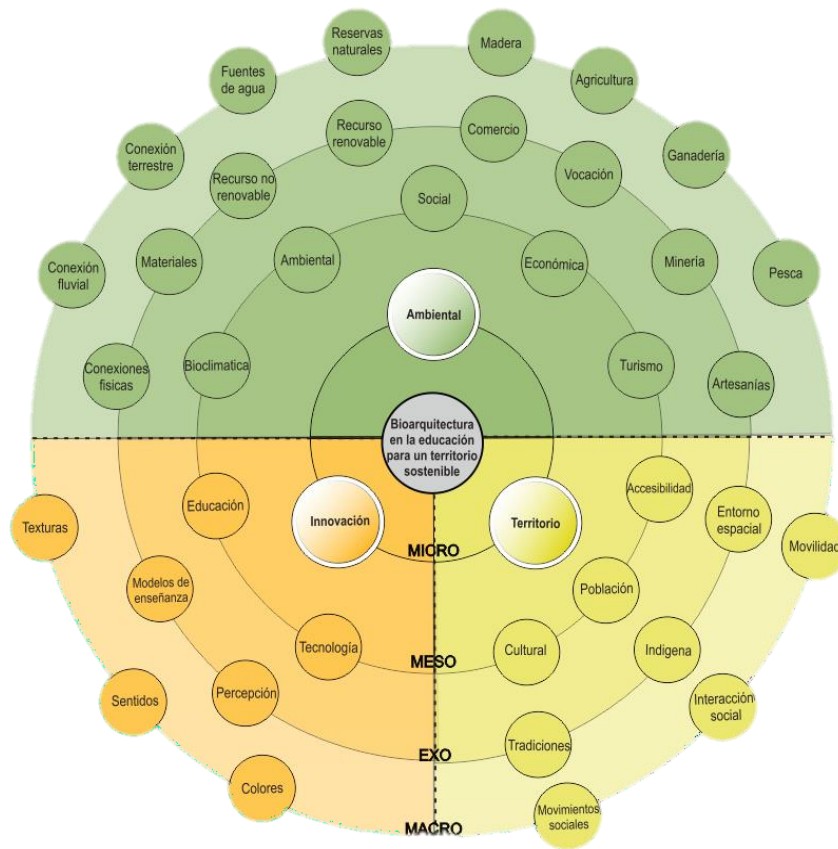 Reservas
naturales
Madera
Fuentes
de agua
Agricultura
Conexión
terrestre
Recurso
renovable
Comercio
Ganadería
Recurso no
renovable
Vocación
Social
Conexión
fluvial
Materiales
Ambiental
Económica
Minería
Pesca
Ambiental
Conexiones
fisicas
Bioclimatica
Turismo
Artesanías
Bioarquitectura
en la educación
para un territorio
sostenible
Texturas
Educación
Innovación
Territorio
Accesibilidad
Entorno
espacial
Movilidad
MICRO
Modelos de
enseñanza
Población
Tecnología
MESO
Cultural
Indigena
Sentidos
Percepción
Interacción
social
EXO
Tradiciones
Colores
MACRO
Movimientos
sociales